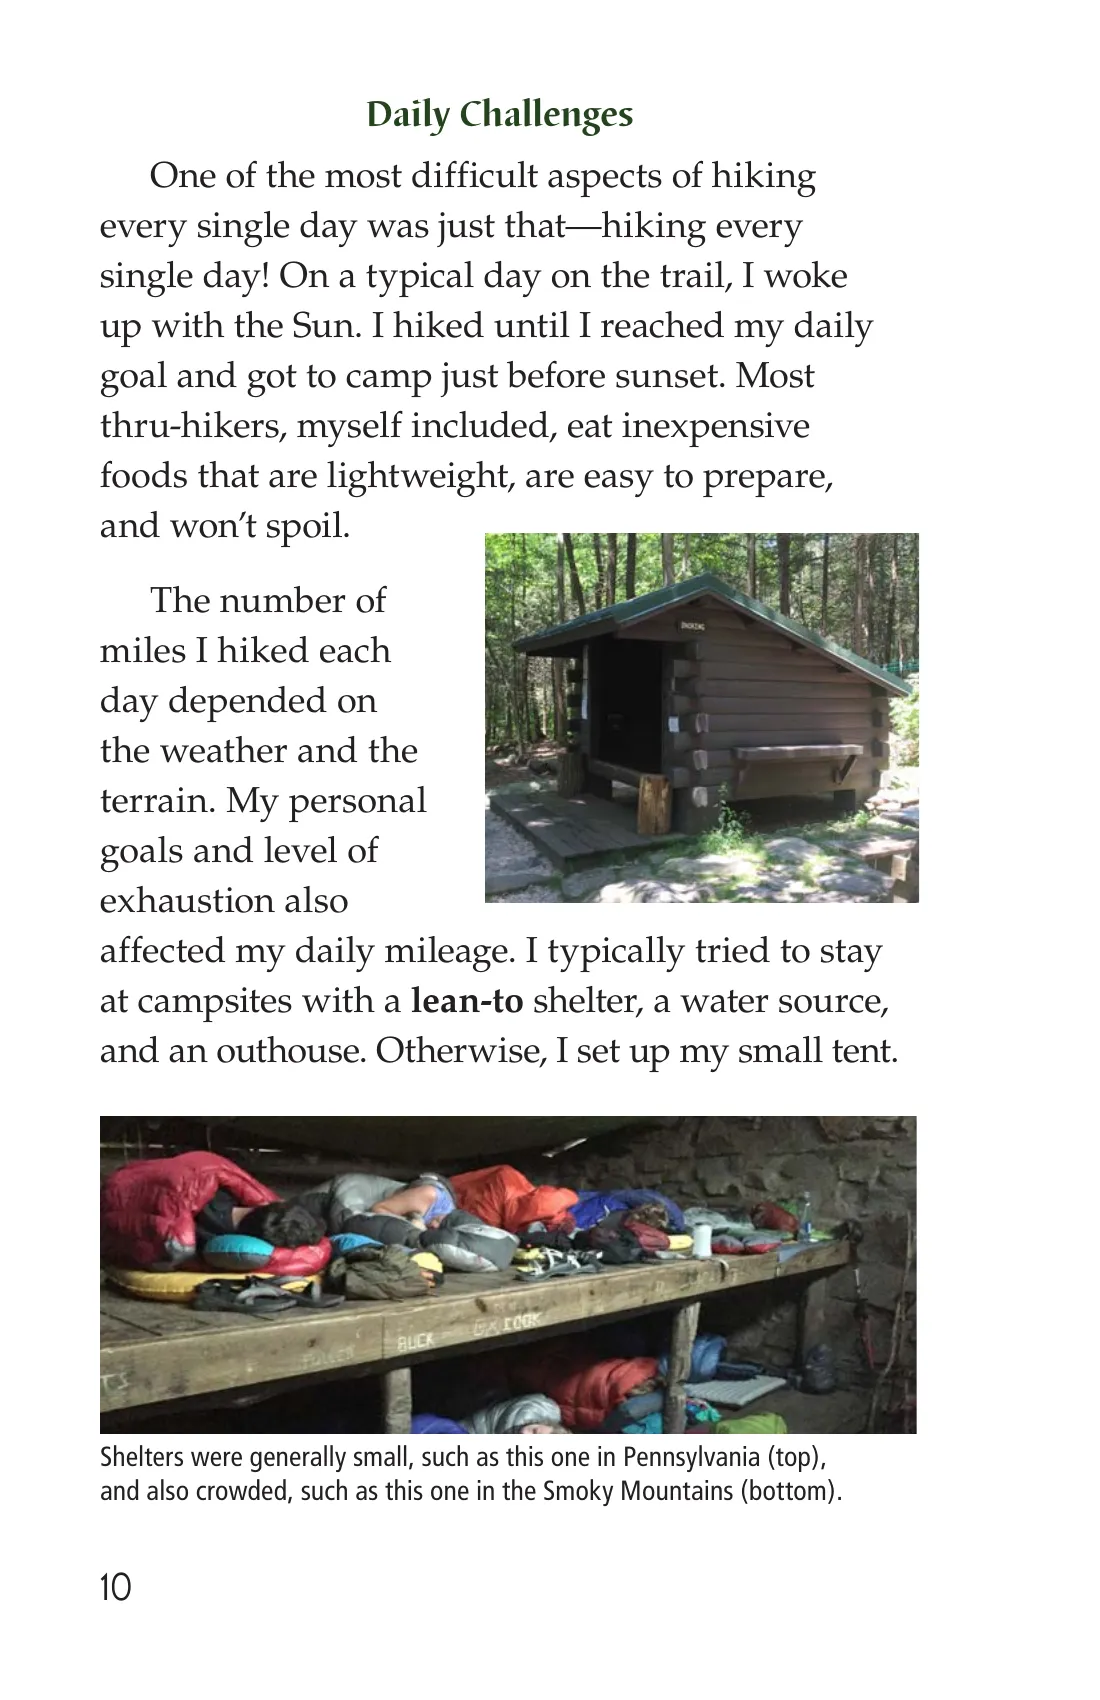 Daily Challenges
One of the most difficult aspects of hiking
every single day was just that—hiking every
single day! On a typical day on the trail, I woke
up with the Sun. I hiked until I reached my daily
goal and got to camp just before sunset. Most
thru-hikers, myself included, eat inexpensive
foods that are lightweight, are easy to prepare,
and won't spoil.
The number of
miles I hiked each
day depended on
the weather and the
terrain. My personal
goals and level of
exhaustion also
affected my daily mileage. I typically tried to stay
at campsites with a lean-to shelter, a water source,
and an outhouse. Otherwise, I set up my small tent.
SMOKING
BUCK
COOK
Shelters were generally small, such as this one in Pennsylvania (top),
and also crowded, such as this one in the Smoky Mountains (bottom).
10